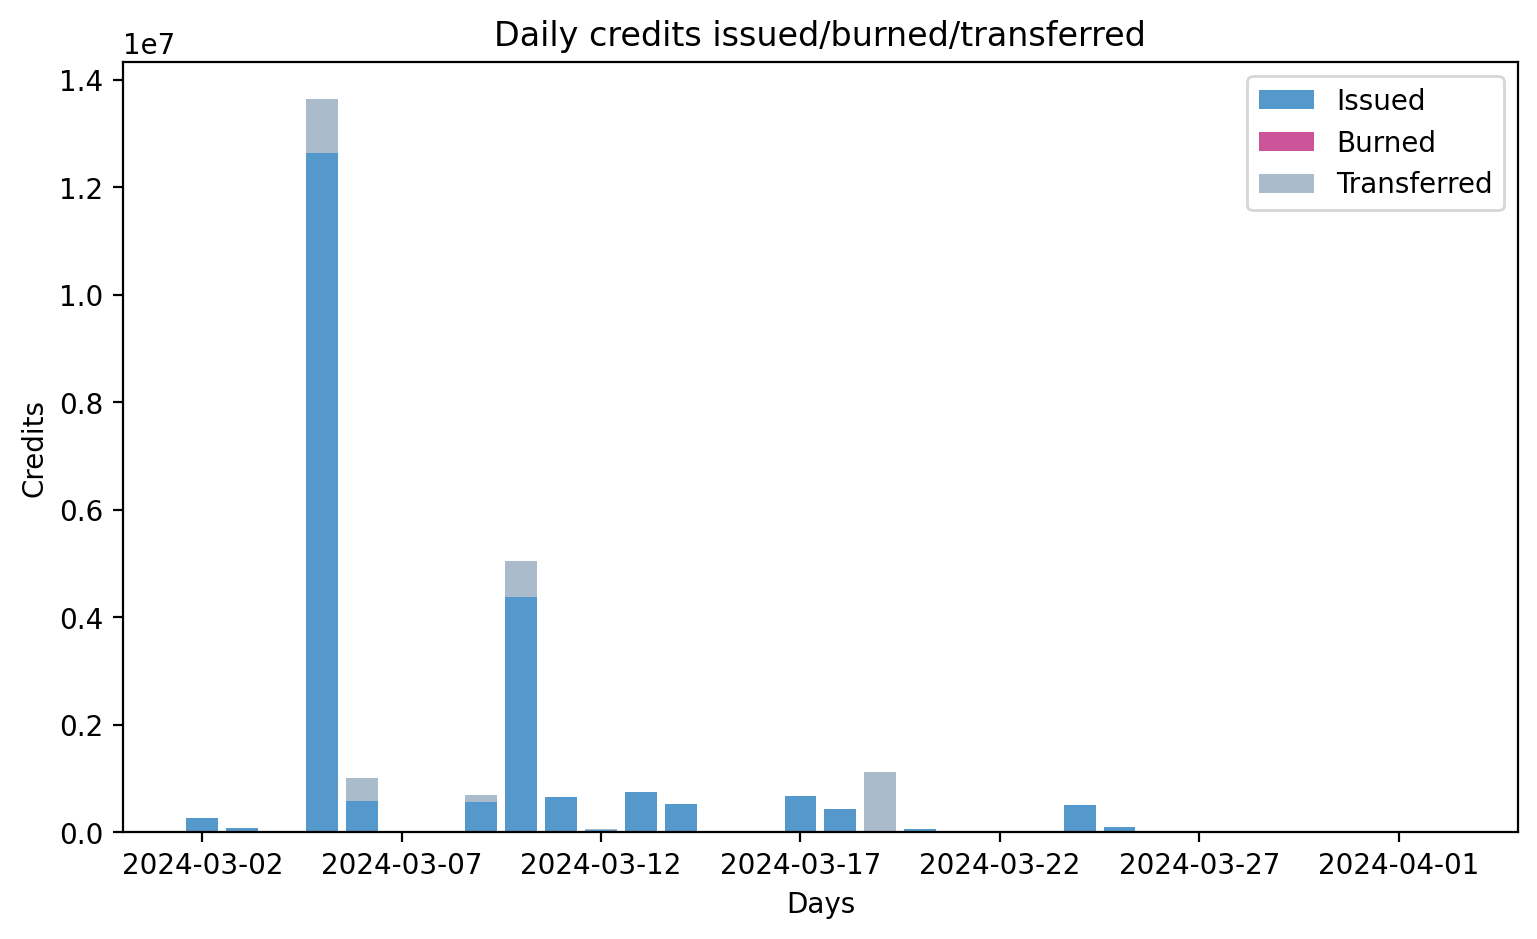 Daily credits issued/burned/transferred
1e7
1.4
1.2
1.0
0.8
0.6
0.4
0.2
0.0
Credits
Issued
Burned
Transferred
2024-03-02 2024-03-07 2024-03-12 2024-03-17 2024-03-22 2024-03-27 2024-04-01
Days